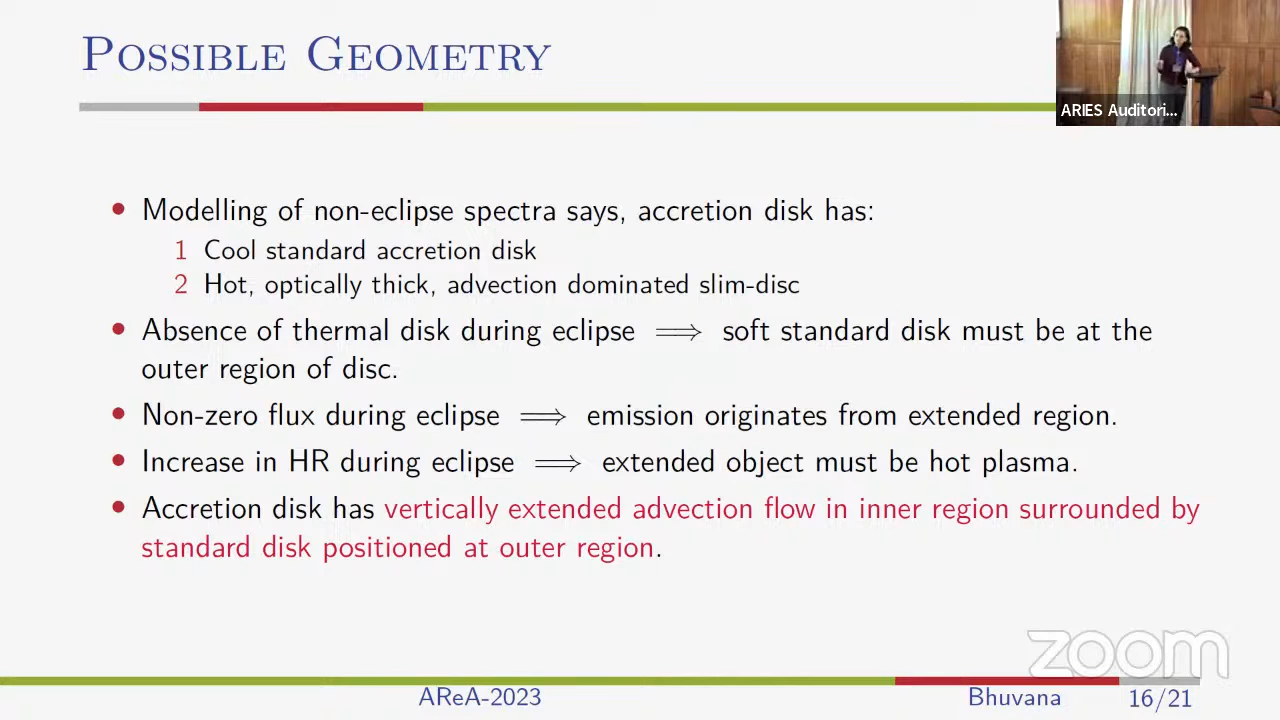 POSSIBLE GEOMETRY
ARIES Auditori...
• Modelling of non-eclipse spectra says, accretion disk has:
1 Cool standard accretion disk
2 Hot, optically thick, advection dominated slim-disc
• Absence of thermal disk during eclipse ⟹ soft standard disk must be at the
outer region of disc.
• Non-zero flux during eclipse ⟹ emission originates from extended region.
• Increase in HR during eclipse ⟹ extended object must be hot plasma.
• Accretion disk has vertically extended advection flow in inner region surrounded by
standard disk positioned at outer region.
zoom
AReA-2023 Bhuvana 16/21